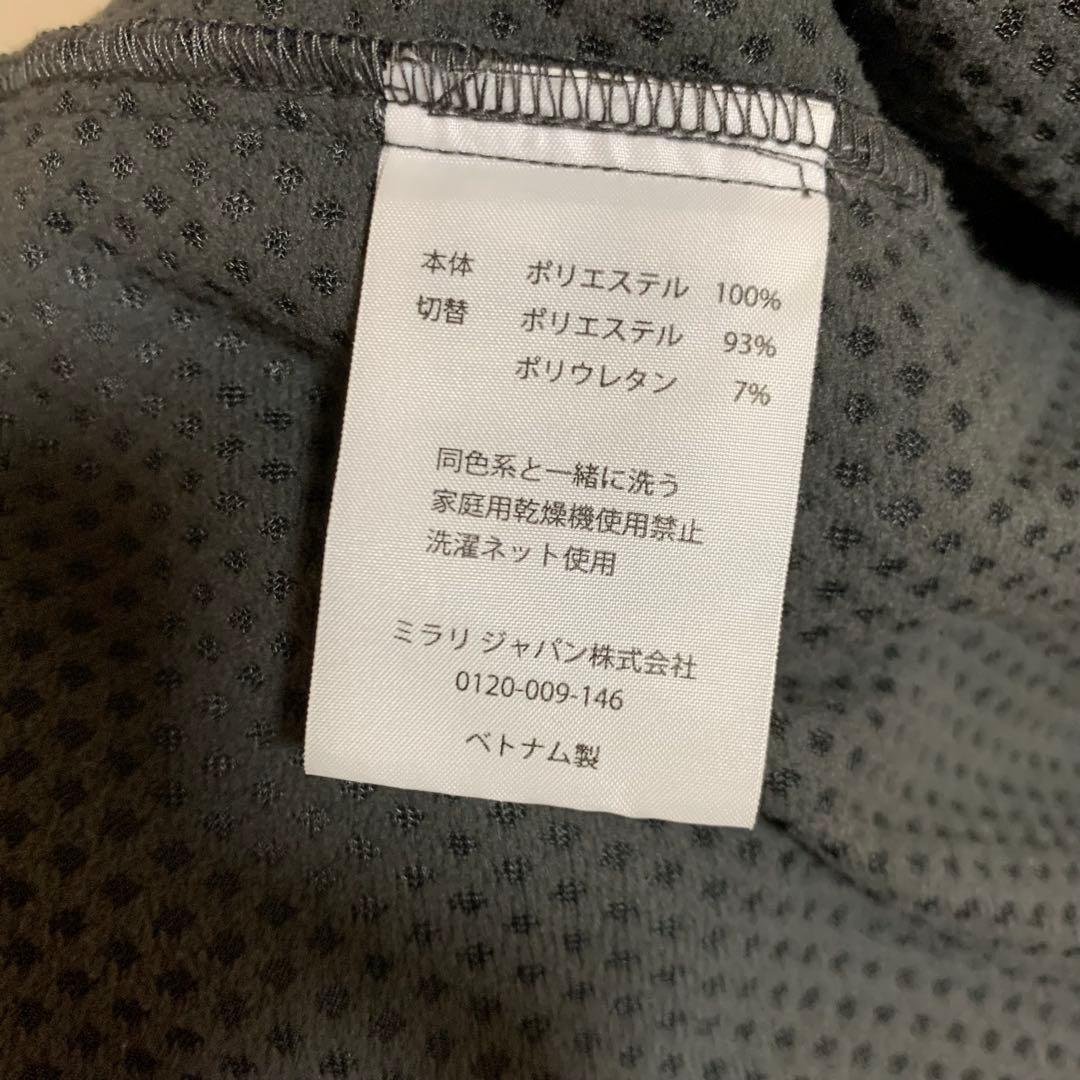 本体 ポリエステル 100%
切替 ポリエステル 93%
ポリウレタン 7%
同色系と一緒に洗う
家庭用乾燥機使用禁止
洗濯ネット使用
ミラリ ジャパン株式会社
0120-009-146
ベトナム製